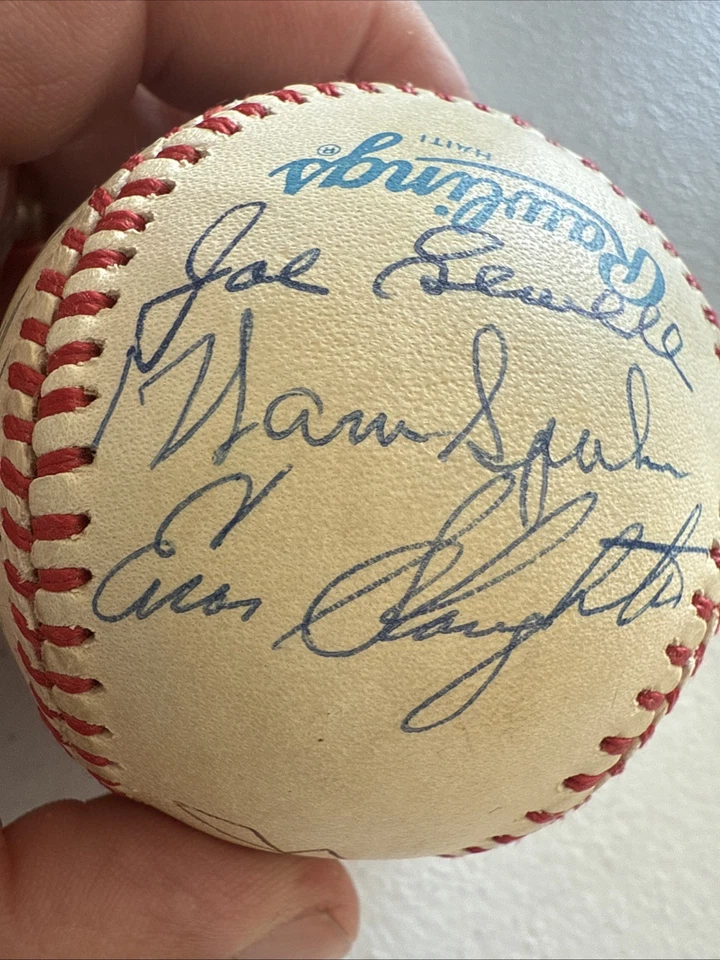 Rawlings ®
HAITI
Joe Sewell
Warren Spahn
Enos Slaughter